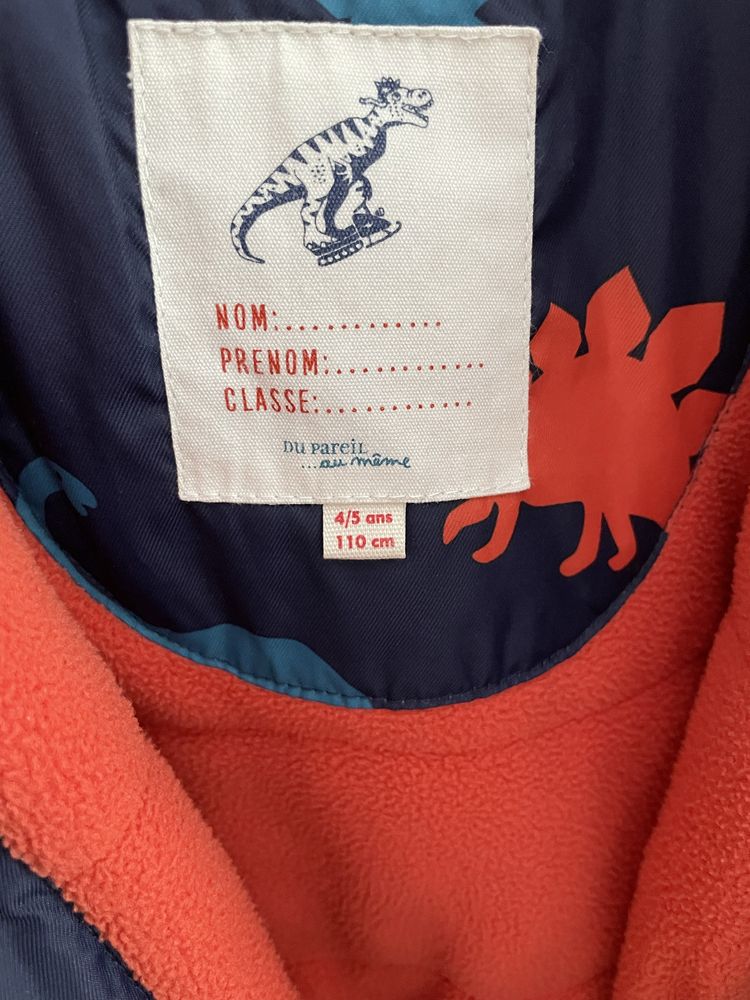 NOM:............
PRENOM:.............
CLASSE:............
DU PAREIL
...au même
4/5 ans
110 cm